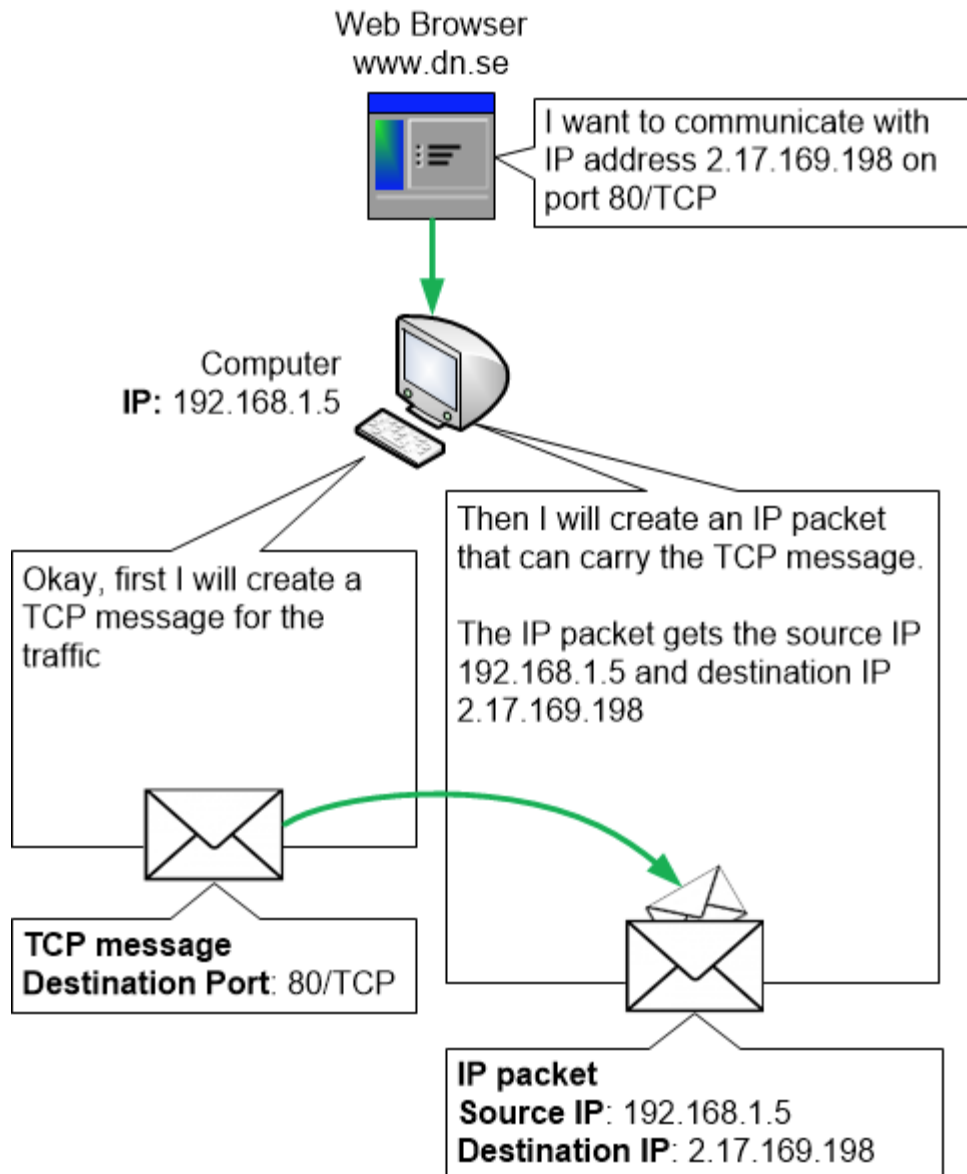 Web Browser
www.dn.se
I want to communicate with
IP address 2.17.169.198 on
port 80/TCP
Computer
IP: 192.168.1.5
Okay, first I will create a
TCP message for the
traffic
Then I will create an IP packet
that can carry the TCP message.
The IP packet gets the source IP
192.168.1.5 and destination IP
2.17.169.198
TCP message
Destination Port: 80/TCP
IP packet
Source IP: 192.168.1.5
Destination IP: 2.17.169.198